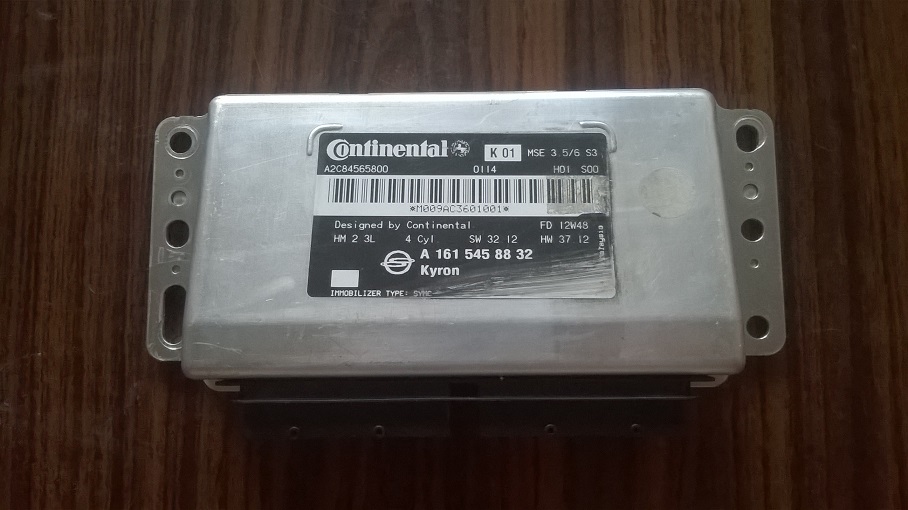 Continental K 01 MSE 3 5/6 S3
A2C84565800 0114 H01 S00
*M009AC3601001*
Designed by Continental FD 12W48
HM 2 3L 4 Cyl SW 32 12 HW 37 12
A 161 545 88 32
Kyron
IMMOBILIZER TYPE: SYMC